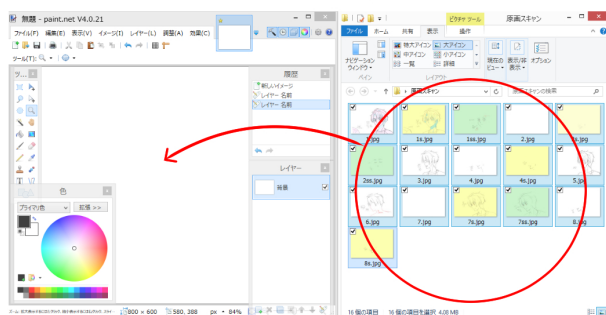 無題 - paint.net V4.0.21
ファイル(F) 編集(E) 表示(V) イメージ(I) レイヤー(L) 調整(A) 効果(C)
ツール(T):
ツ...
履歴
新しいイメージ
レイヤー 名前
レイヤー 名前
レイヤー
背景
色
プライマリ色
拡張 >>
800 × 600
580, 388
px
84%
ピクチャ ツール
原画スキャン
ファイル
ホーム
共有
表示
操作
ナビゲーション
ウィンドウ
特大アイコン
大アイコン
中アイコン
小アイコン
一覧
詳細
現在の
ビュー
表示/非
表示
オプション
ペイン
レイアウト
原画スキャン
原画スキャンの検索
1.jpg
1s.jpg
1ss.jpg
2.jpg
2s.jpg
2ss.jpg
3.jpg
4.jpg
4s.jpg
5.jpg
6.jpg
7.jpg
7s.jpg
7ss.jpg
8.jpg
8s.jpg
16 個の項目
16 個の項目を選択 4.08 MB